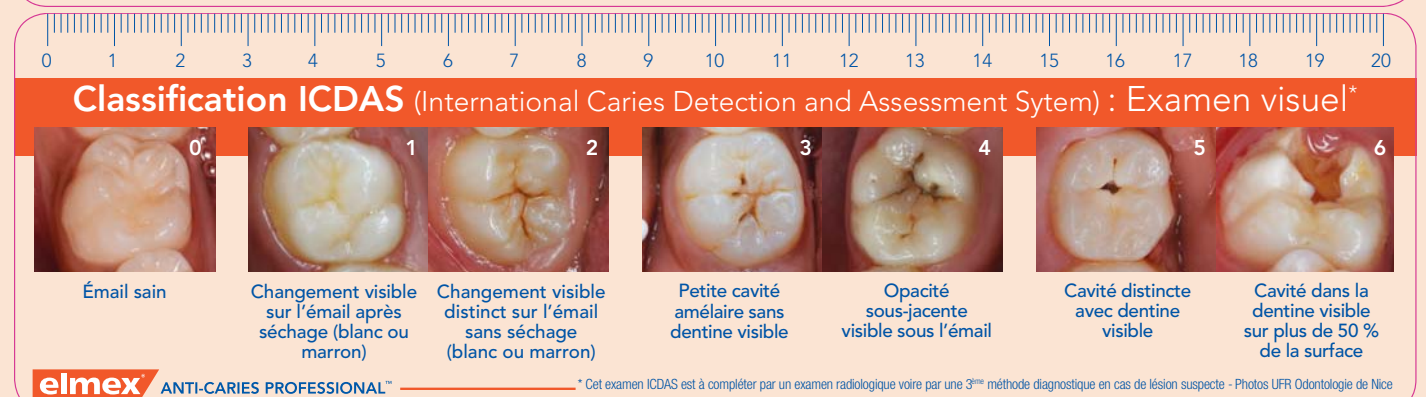 0 1 2 3 4 5 6 7 8 9 10 11 12 13 14 15 16 17 18 19 20
Classification ICDAS (International Caries Detection and Assessment Sytem) : Examen visuel*
0
1
2
3
4
5
6
Émail sain
Changement visible
sur l'émail après
séchage (blanc ou
marron)
Changement visible
distinct sur l'émail
sans séchage
(blanc ou marron)
Petite cavité
amélaire sans
dentine visible
Opacité
sous-jacente
visible sous l'émail
Cavité distincte
avec dentine
visible
Cavité dans la
dentine visible
sur plus de 50 %
de la surface
elmex® ANTI-CARIES PROFESSIONAL™
* Cet examen ICDAS est à compléter par un examen radiologique voire par une 3ème méthode diagnostique en cas de lésion suspecte - Photos UFR Odontologie de Nice